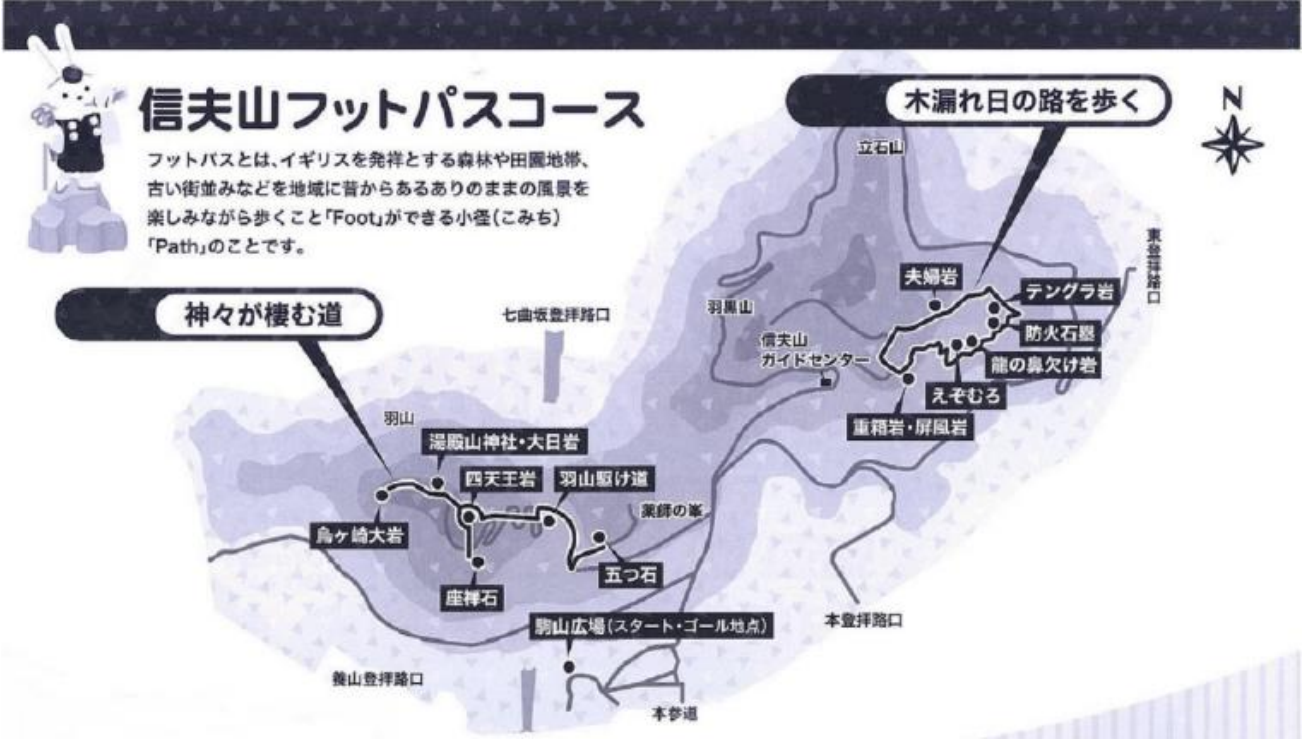 信夫山フットパスコース
フットパスとは、イギリスを発祥とする森林や田園地帯、
古い街並みなどを地域に昔からあるありのままの風景を
楽しみながら歩くこと「Foot」ができる小径(こみち)
「Path」のことです。
木漏れ日の路を歩く
N
立石山
東登拝路口
夫婦岩
テングラ岩
神々が棲む道
七曲坂登拝路口
羽黒山
防火石塁
信夫山
ガイドセンター
龍の鼻欠け岩
えぞむろ
重箱岩・屏風岩
羽山
湯殿山神社・大日岩
四天王岩
羽山駆け道
薬師の峯
烏ヶ崎大岩
五つ石
座禅石
駒山広場(スタート・ゴール地点)
本登拝路口
養山登拝路口
本参道